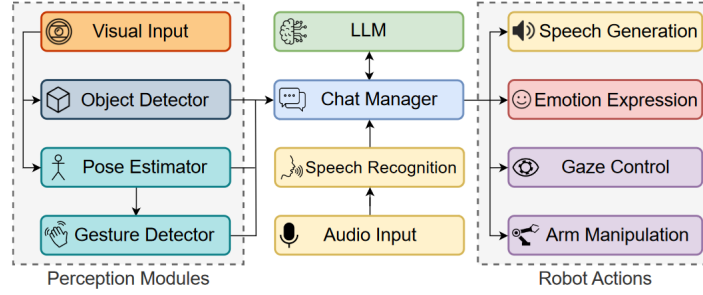 Visual Input
Object Detector
Pose Estimator
Gesture Detector
Perception Modules
LLM
Chat Manager
Speech Recognition
Audio Input
Speech Generation
Emotion Expression
Gaze Control
Arm Manipulation
Robot Actions